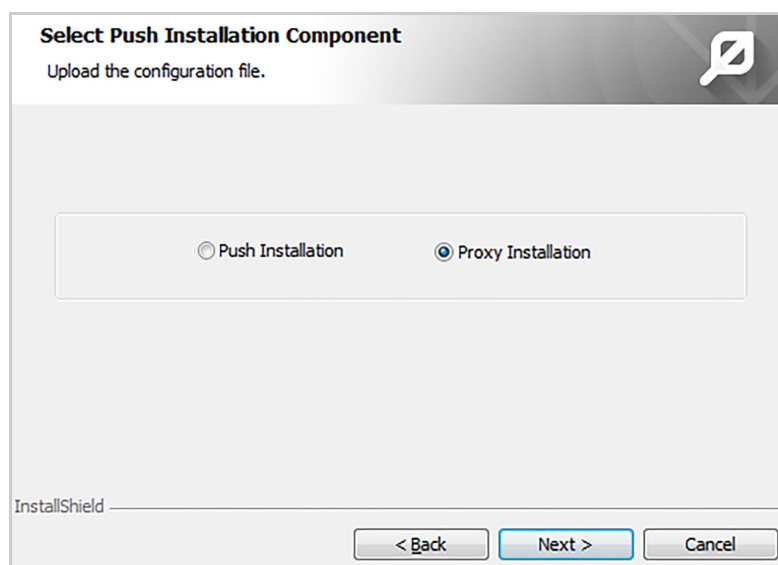 Select Push Installation Component
Upload the configuration file.
Push Installation Proxy Installation
InstallShield
< Back Next > Cancel